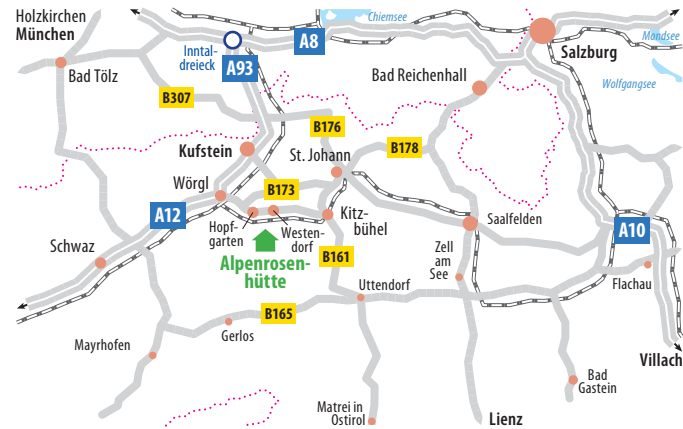 Holzkirchen
München
Chiemsee
Mondsee
Inntal-
dreieck
A8
Salzburg
Wolfgangsee
Bad Tölz
A93
Bad Reichenhall
B307
B176
Kufstein
St. Johann
B178
Wörgl
B173
A12
Hopf-
garten
Westen-
dorf
Kitz-
bühel
Saalfelden
A10
Schwaz
Alpenrosen-
hütte
B161
Zell
am
See
Flachau
Uttendorf
B165
Gerlos
Mayrhofen
Villach
Bad
Gastein
Matrei in
Ostirol
Lienz